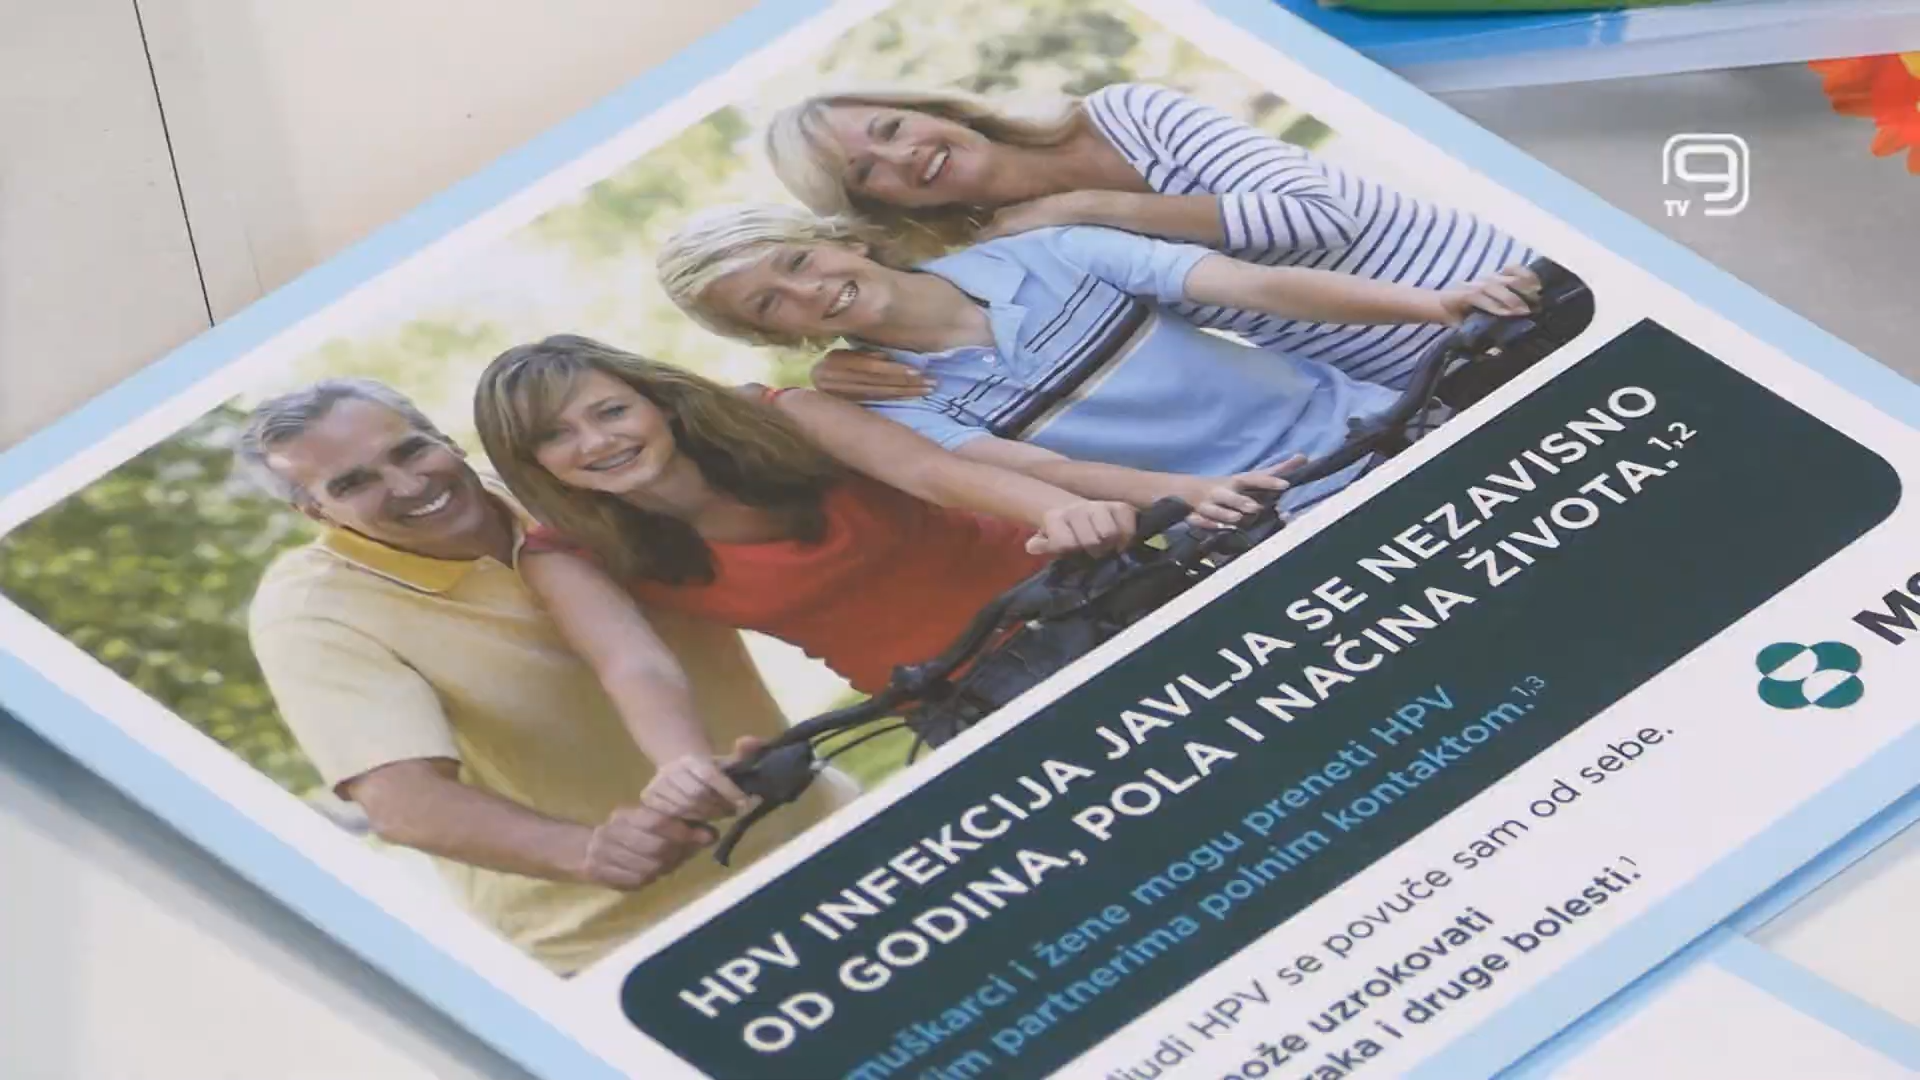 9
TV
HPV INFEKCIJA JAVLJA SE NEZAVISNO
OD GODINA, POLA I NAČINA ŽIVOTA.1,2
muškarci i žene mogu preneti HPV
partnerima polnim kontaktom.1,3
ljudi HPV se povuče sam od sebe.
može uzrokovati
raka i druge bolesti.1